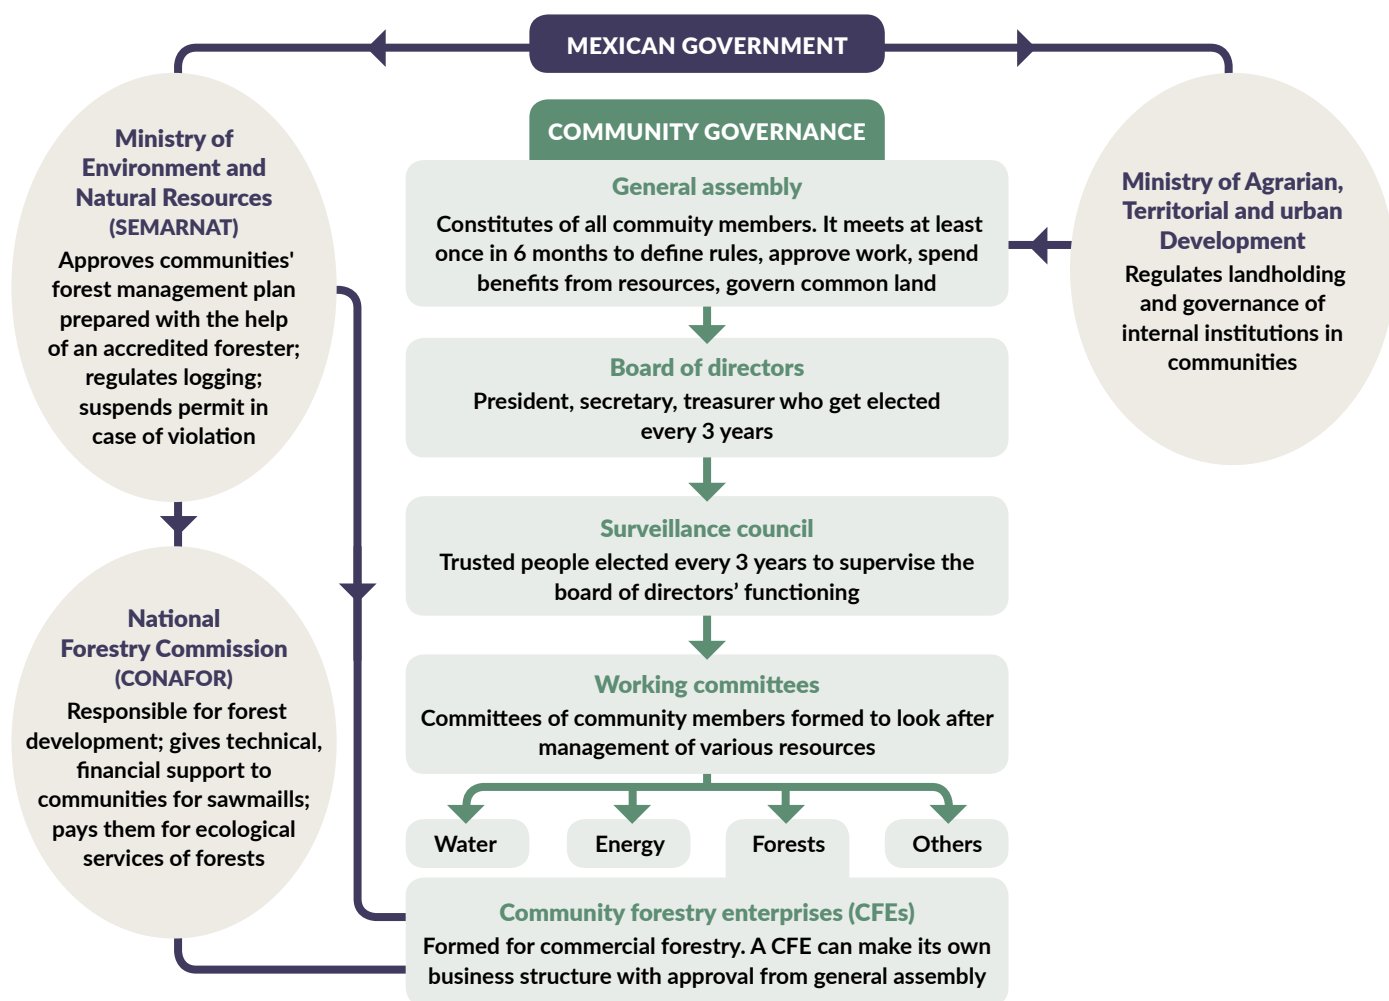 MEXICAN GOVERNMENT
Ministry of
Environment and
Natural Resources
(SEMARNAT)
Approves communities'
forest management plan
prepared with the help
of an accredited forester;
regulates logging;
suspends permit in
case of violation
National
Forestry Commission
(CONAFOR)
Responsible for forest
development; gives technical,
financial support to
communities for sawmaills;
pays them for ecological
services of forests
COMMUNITY GOVERNANCE
General assembly
Constitutes of all commuity members. It meets at least
once in 6 months to define rules, approve work, spend
benefits from resources, govern common land
Board of directors
President, secretary, treasurer who get elected
every 3 years
Surveillance council
Trusted people elected every 3 years to supervise the
board of directors’ functioning
Working committees
Committees of community members formed to look after
management of various resources
Water
Energy
Forests
Others
Community forestry enterprises (CFEs)
Formed for commercial forestry. A CFE can make its own
business structure with approval from general assembly
Ministry of Agrarian,
Territorial and urban
Development
Regulates landholding
and governance of
internal institutions in
communities